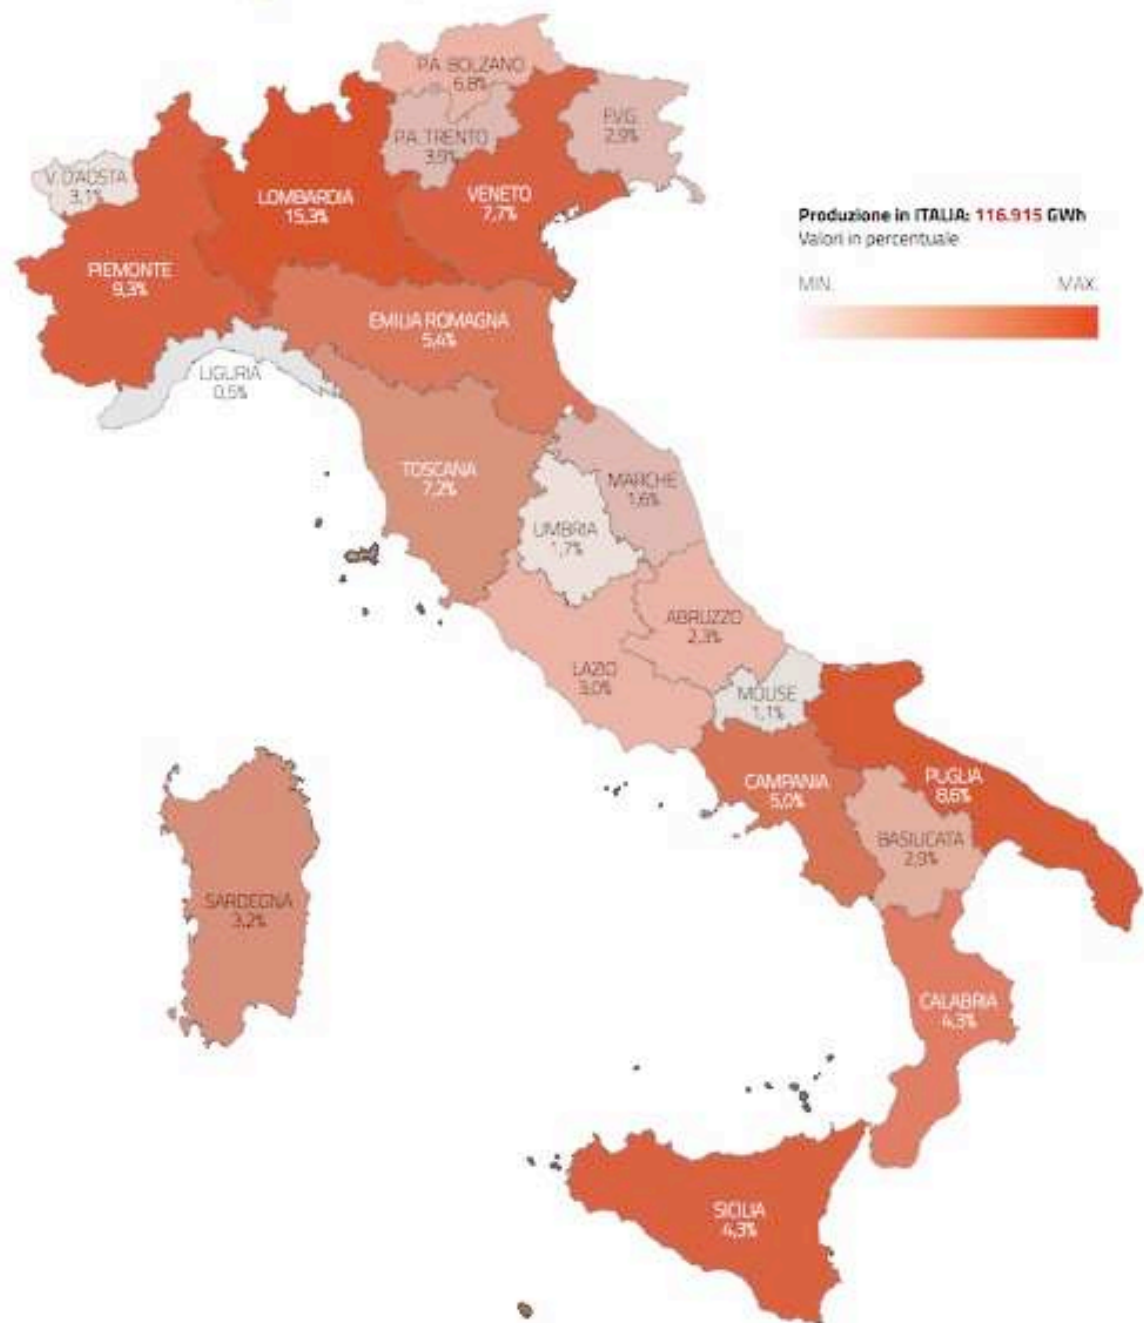 P.A. BOLZANO
6,8%
P.A. TRENTO
3,9%
F.V.G.
2,9%
V. D'AOSTA
3,1%
LOMBARDIA
15,3%
VENETO
7,7%
Produzione in ITALIA: 116.915 GWh
Valori in percentuale
MIN.
MAX.
PIEMONTE
9,3%
EMILIA ROMAGNA
5,4%
LIGURIA
0,5%
TOSCANA
7,2%
MARCHE
1,6%
UMBRIA
1,7%
ABRUZZO
2,3%
LAZIO
3,0%
MOLISE
1,1%
CAMPANIA
5,0%
PUGLIA
8,6%
BASILICATA
2,9%
SARDEGNA
3,2%
CALABRIA
4,3%
SICILIA
4,3%